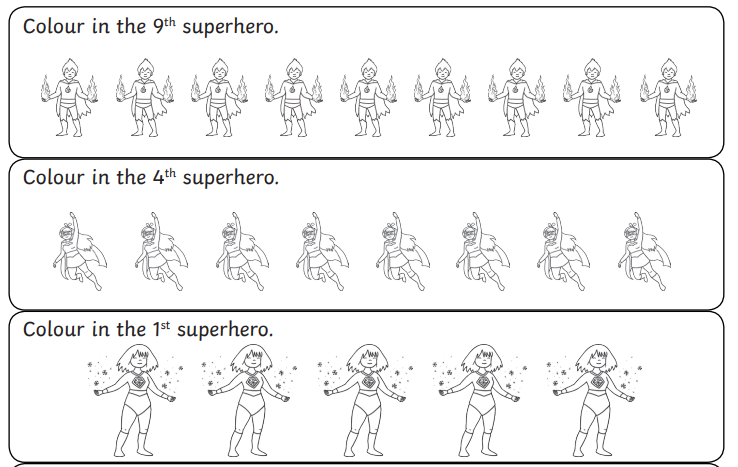 Colour in the 9th superhero.
Colour in the 4th superhero.
Colour in the 1st superhero.